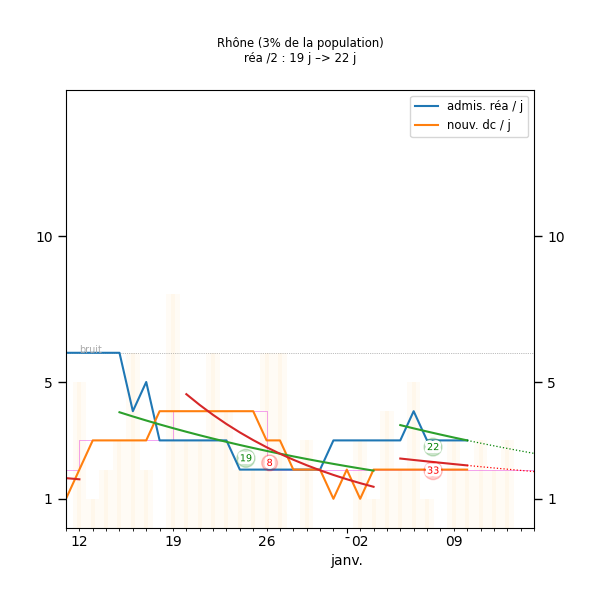 Rhône (3% de la population)
réa /2 : 19 j −> 22 j
admis. réa / j
nouv. dc / j
10 10
bruit
5 5
22
19 8 33
1 1
12 19 26 02 09
janv.